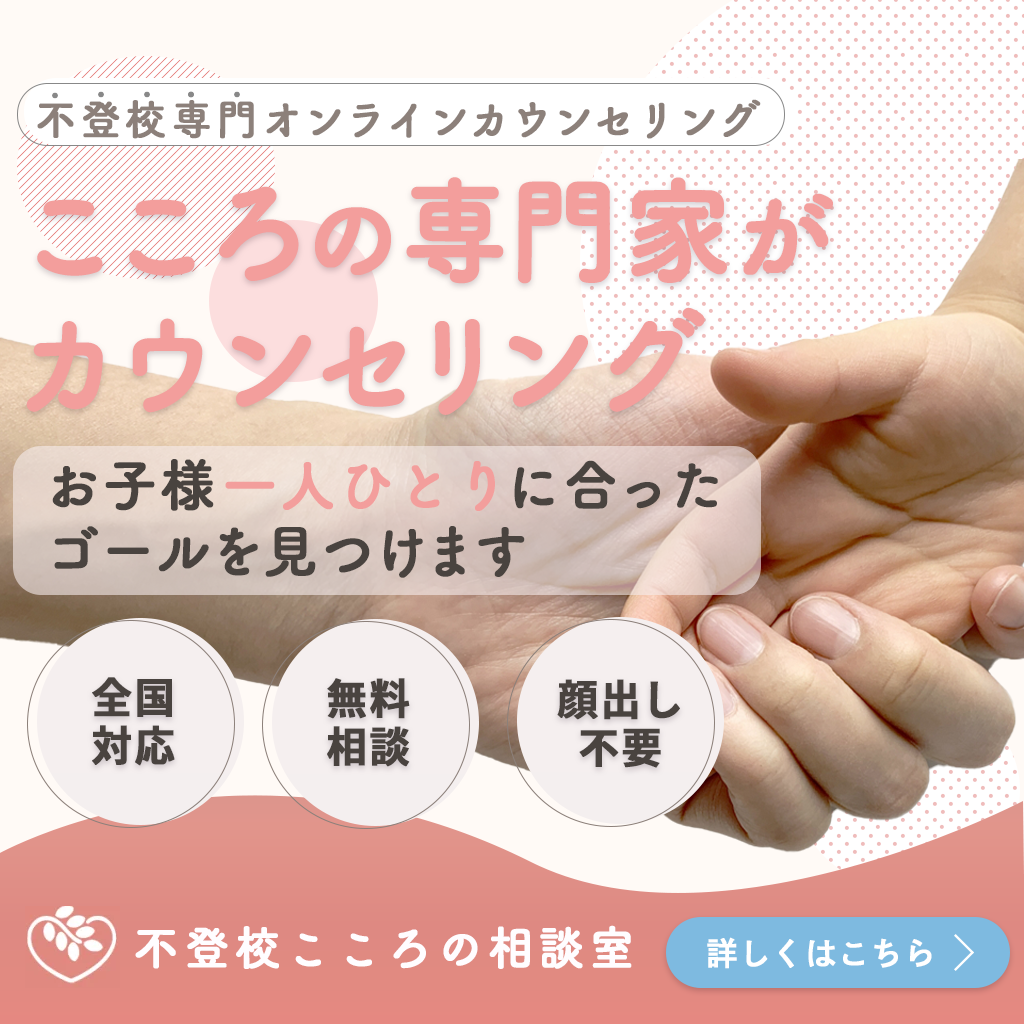 不登校専門オンラインカウンセリング
こころの専門家が
カウンセリング
お子様一人ひとりに合った
ゴールを見つけます
全国
対応
無料
相談
顔出し
不要
不登校こころの相談室
詳しくはこちら